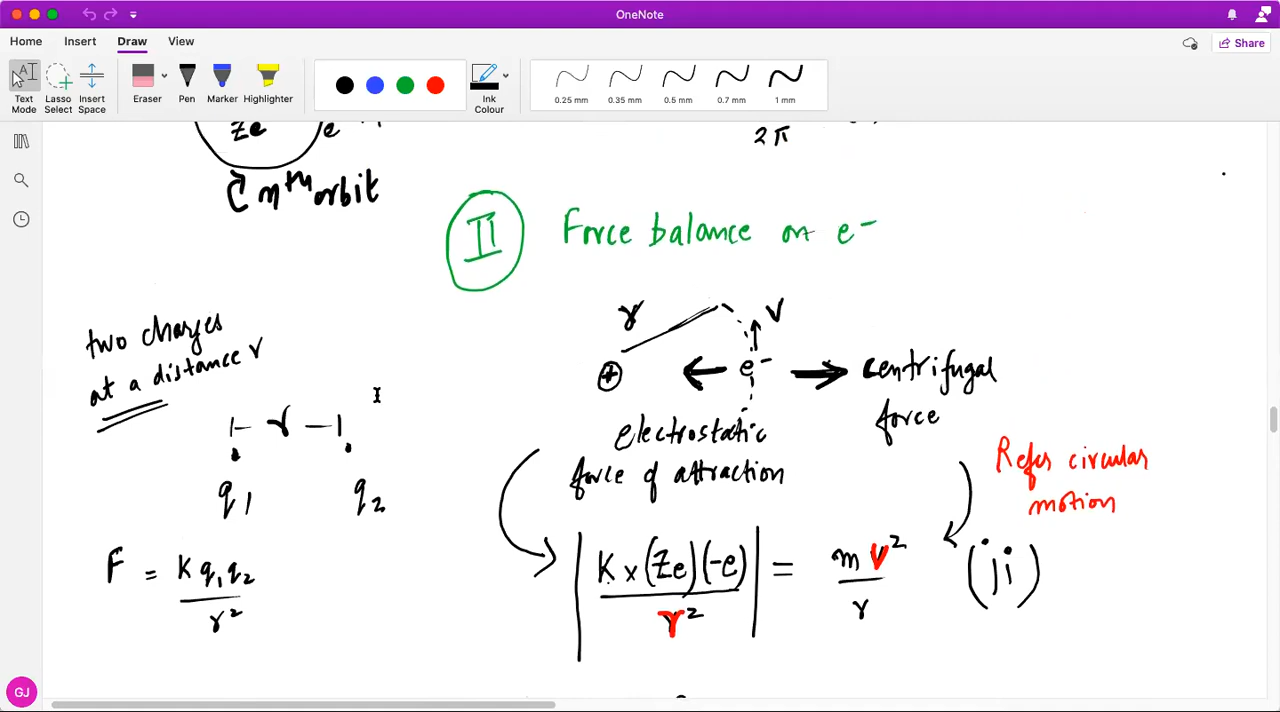 OneNote
Home Insert Draw View
Share
Text Mode
Lasso Select
Insert Space
Eraser
Pen
Marker
Highlighter
Ink Colour
0.25 mm
0.35 mm
0.5 mm
0.7 mm
1 mm
ze e
nth orbit
2π
II Force balance on e-
two charges
at a distance r
r
q1 q2
F = K q1q2 / r²
r
V
+ e-
centrifugal
force
electrostatic
force of attraction
Refer circular
motion
| K x (Ze)(-e) / r² | = m v² / r (ii)
GJ